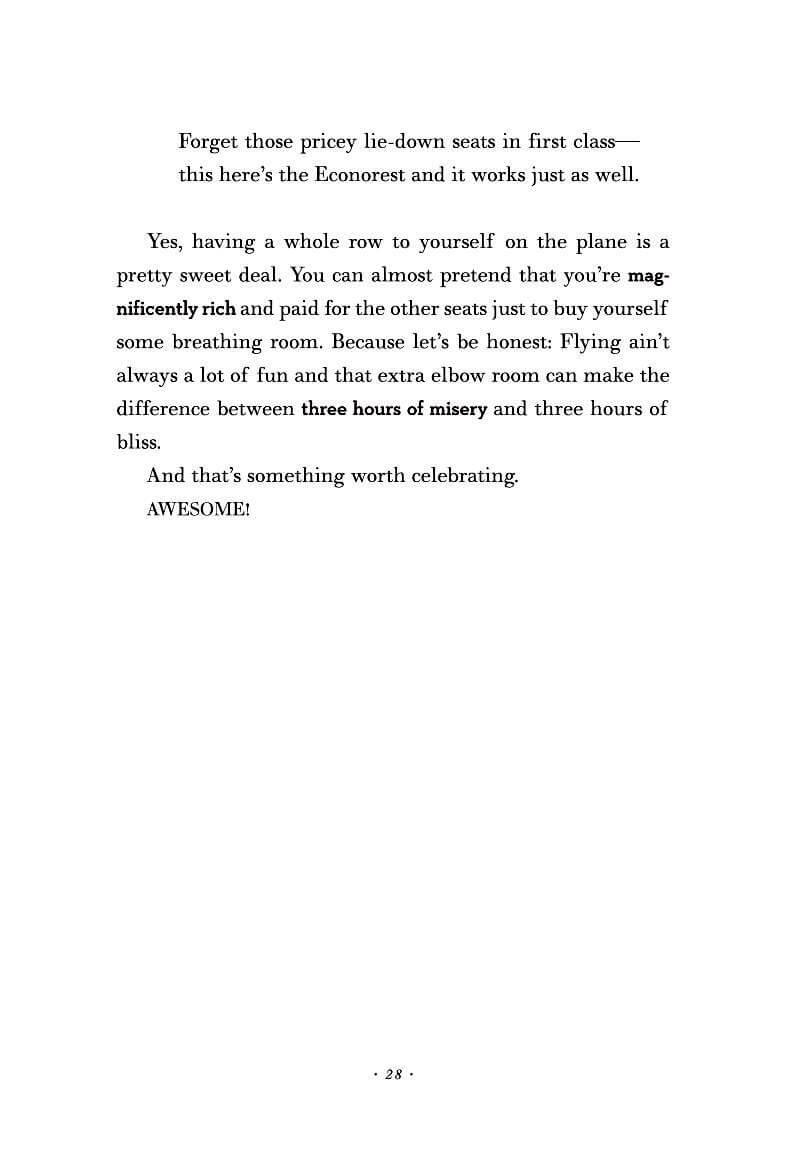 Forget those pricey lie-down seats in first class—
this here’s the Econorest and it works just as well.
Yes, having a whole row to yourself on the plane is a
pretty sweet deal. You can almost pretend that you’re mag-
nificently rich and paid for the other seats just to buy yourself
some breathing room. Because let’s be honest: Flying ain’t
always a lot of fun and that extra elbow room can make the
difference between three hours of misery and three hours of
bliss.
And that’s something worth celebrating.
AWESOME!
· 28 ·